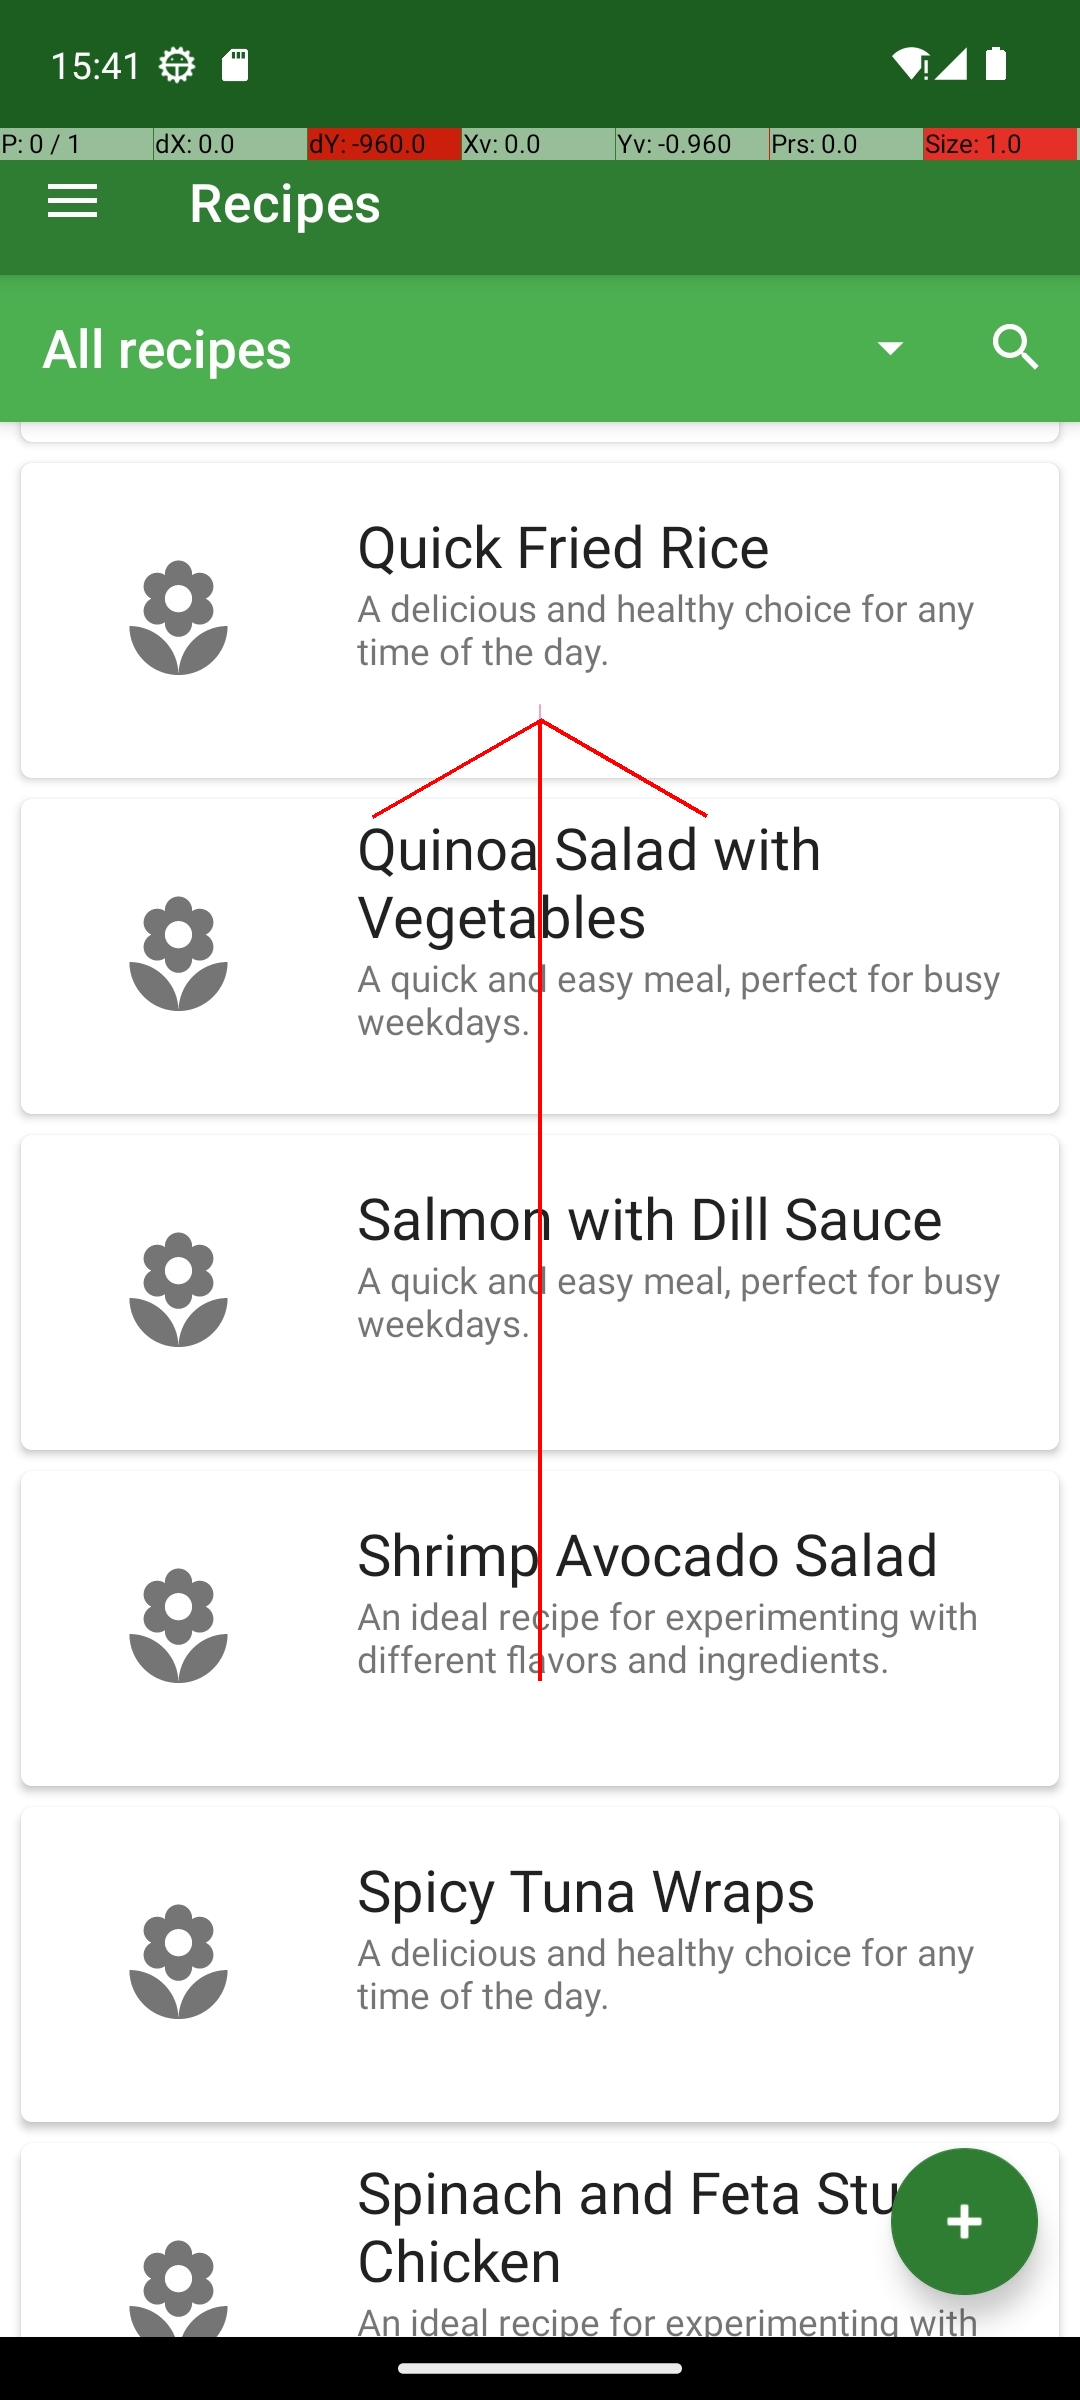 15:41
P: 0 / 1 dX: 0.0 dY: -960.0 Xv: 0.0 Yv: -0.960 Prs: 0.0 Size: 1.0
Recipes
All recipes
Quick Fried Rice
A delicious and healthy choice for any
time of the day.
Quinoa Salad with
Vegetables
A quick and easy meal, perfect for busy
weekdays.
Salmon with Dill Sauce
A quick and easy meal, perfect for busy
weekdays.
Shrimp Avocado Salad
An ideal recipe for experimenting with
different flavors and ingredients.
Spicy Tuna Wraps
A delicious and healthy choice for any
time of the day.
Spinach and Feta Stu
Chicken
An ideal recipe for experimenting with